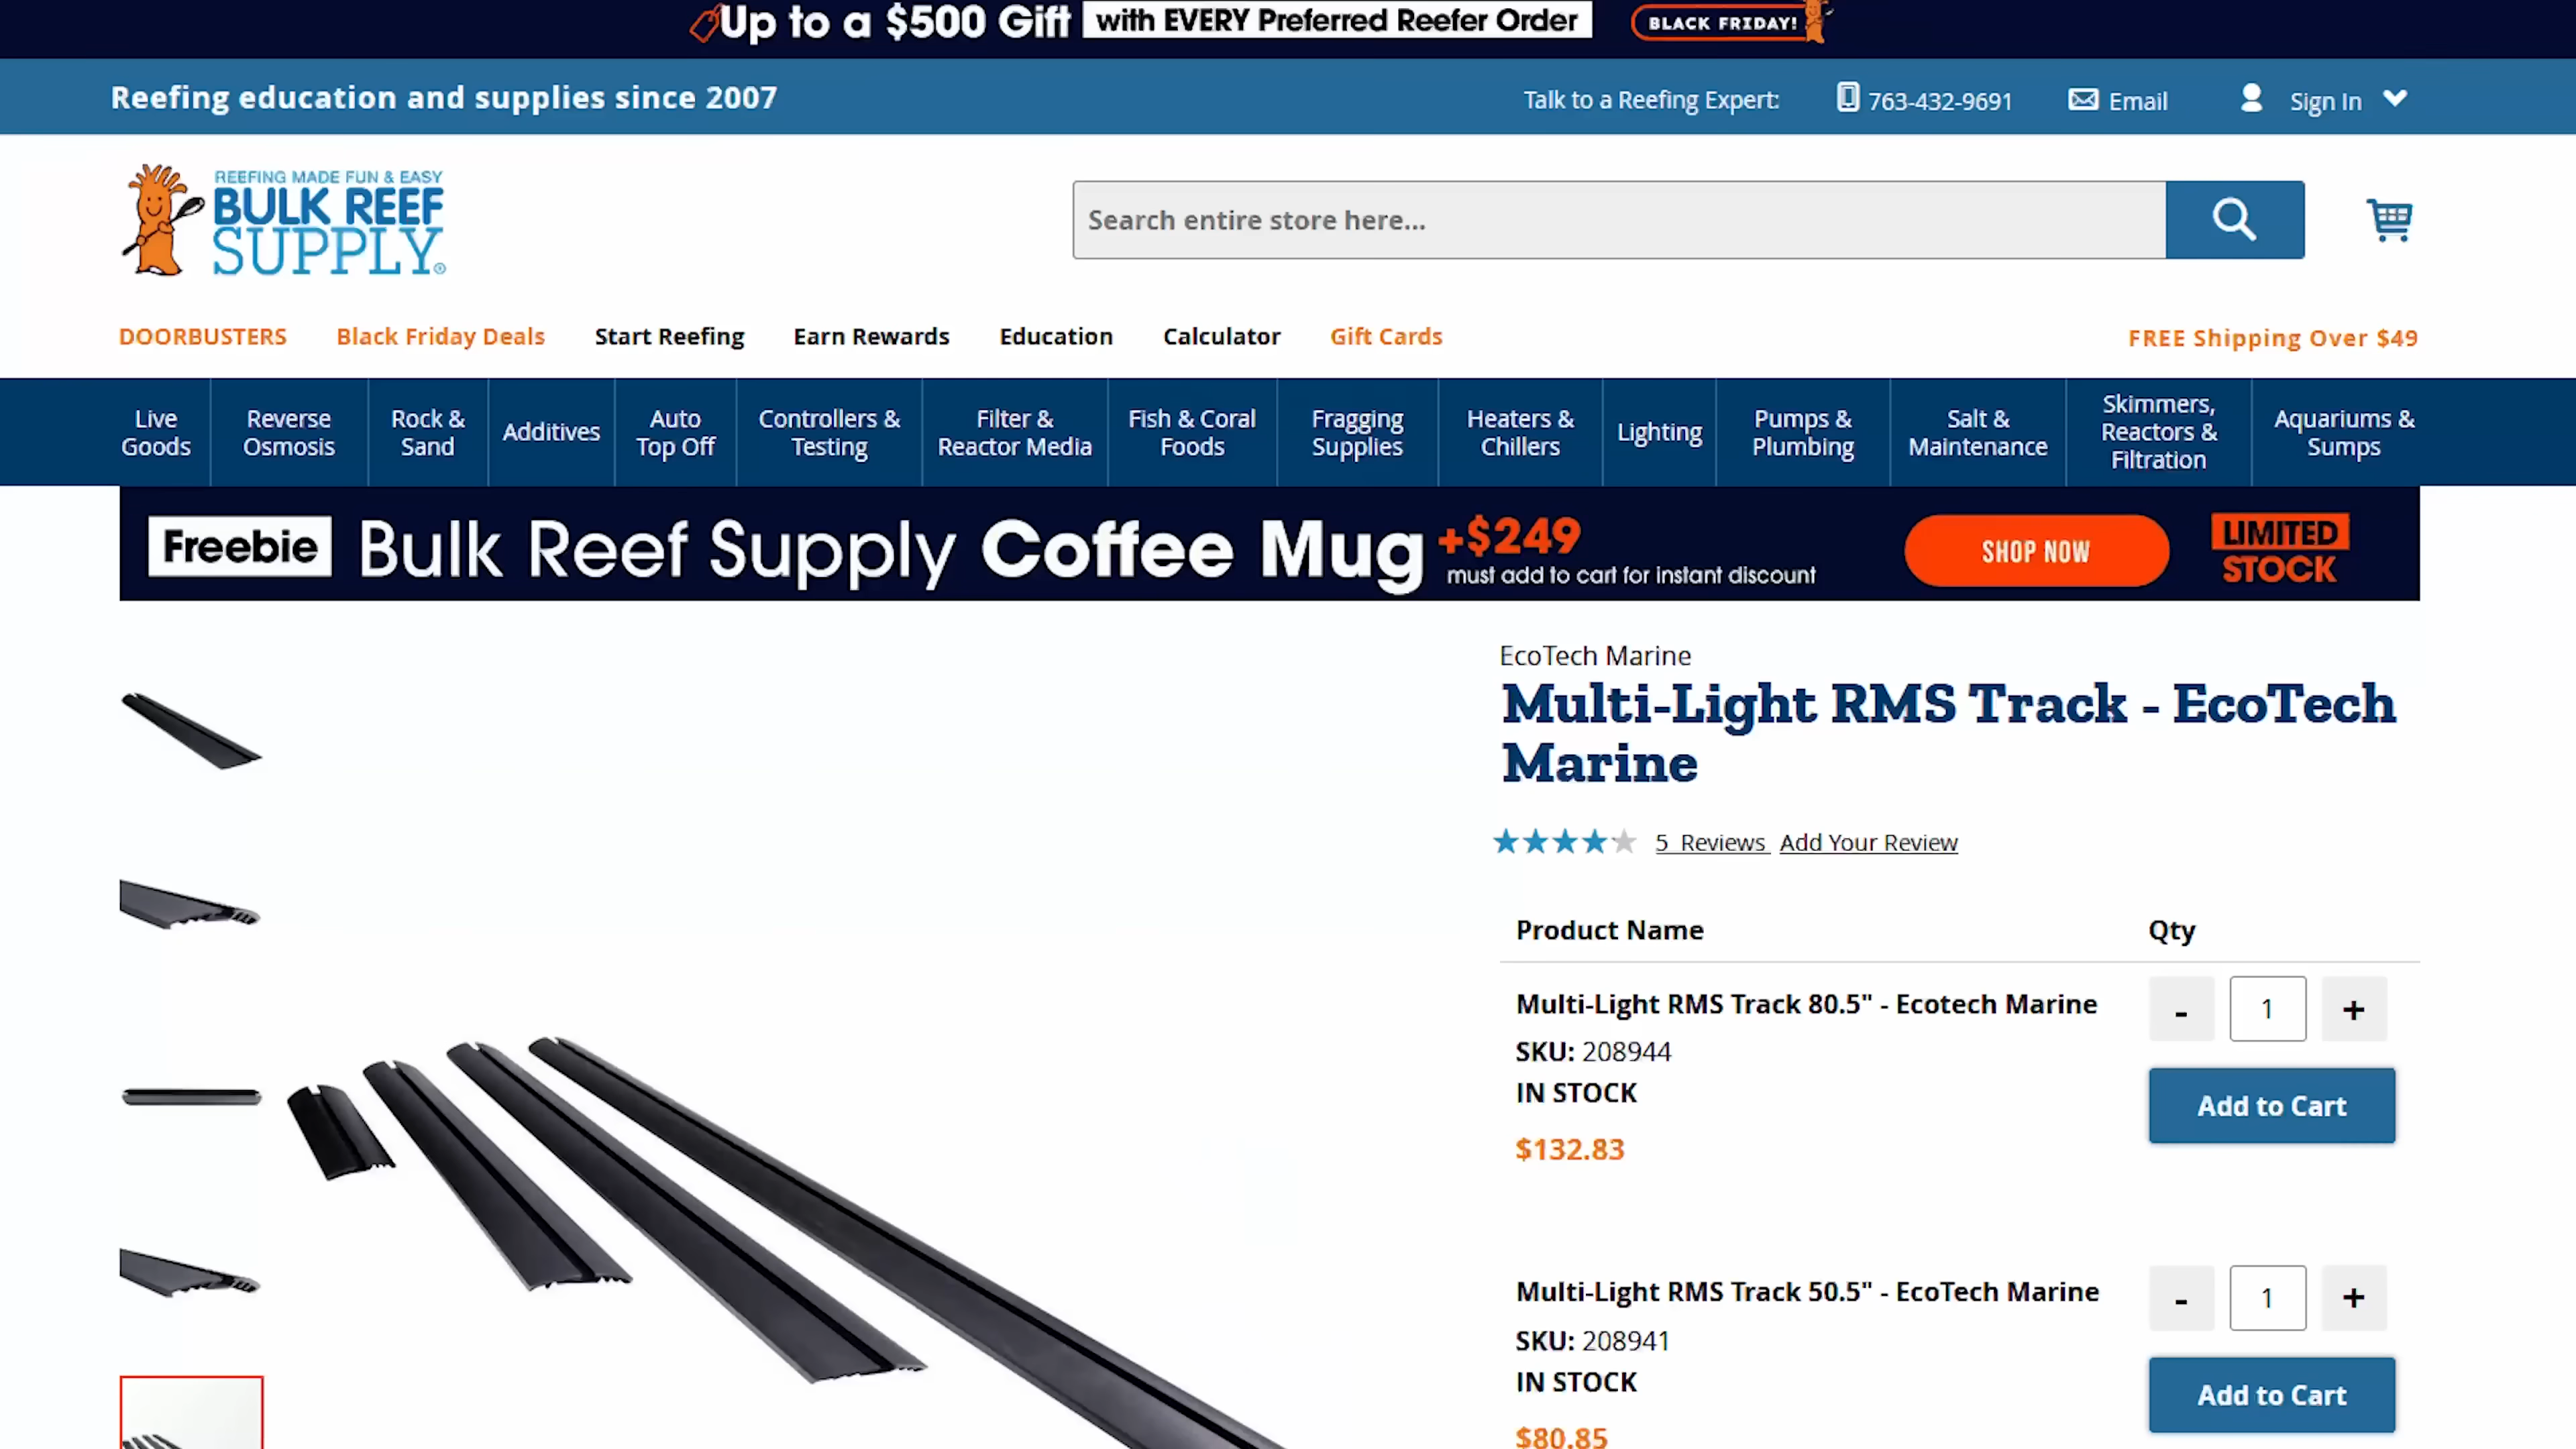 Up to a $500 Gift with EVERY Preferred Reefer Order BLACK FRIDAY!
Reefing education and supplies since 2007
Talk to a Reefing Expert: 763-432-9691 Email Sign In
REEFING MADE FUN & EASY
BULK REEF
SUPPLY®
Search entire store here...
DOORBUSTERS Black Friday Deals Start Reefing Earn Rewards Education Calculator Gift Cards FREE Shipping Over $49
Live Goods
Reverse Osmosis
Rock & Sand
Additives
Auto Top Off
Controllers & Testing
Filter & Reactor Media
Fish & Coral Foods
Fragging Supplies
Heaters & Chillers
Lighting
Pumps & Plumbing
Salt & Maintenance
Skimmers, Reactors & Filtration
Aquariums & Sumps
Freebie Bulk Reef Supply Coffee Mug +$249
must add to cart for instant discount
SHOP NOW
LIMITED
STOCK
EcoTech Marine
Multi-Light RMS Track - EcoTech
Marine
5 Reviews Add Your Review
Product Name Qty
Multi-Light RMS Track 80.5" - Ecotech Marine
- 1 +
SKU: 208944
IN STOCK
Add to Cart
$132.83
Multi-Light RMS Track 50.5" - EcoTech Marine
- 1 +
SKU: 208941
IN STOCK
Add to Cart
$80.85